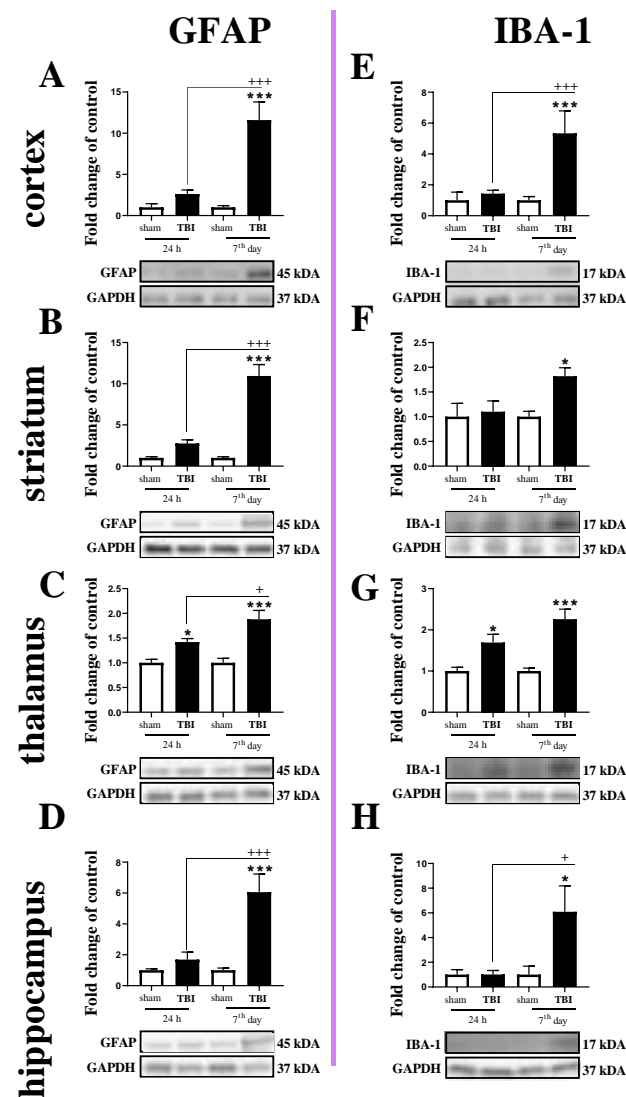 GFAP
IBA-1
cortex
A
Fold change of control
15
10
5
0
+++
***
sham TBI sham TBI
24 h 7th day
GFAP 45 kDA
GAPDH 37 kDA
E
Fold change of control
8
6
4
2
0
+++
***
sham TBI sham TBI
24 h 7th day
IBA-1 17 kDA
GAPDH 37 kDA
striatum
B
Fold change of control
15
10
5
0
+++
***
sham TBI sham TBI
24 h 7th day
GFAP 45 kDA
GAPDH 37 kDA
F
Fold change of control
2.5
2.0
1.5
1.0
0.5
0.0
*
sham TBI sham TBI
24 h 7th day
IBA-1 17 kDA
GAPDH 37 kDA
thalamus
C
Fold change of control
2.5
2.0
1.5
1.0
0.5
0.0
+
***
*
sham TBI sham TBI
24 h 7th day
GFAP 45 kDA
GAPDH 37 kDA
G
Fold change of control
3
2
1
0
***
*
sham TBI sham TBI
24 h 7th day
IBA-1 17 kDA
GAPDH 37 kDA
hippocampus
D
Fold change of control
8
6
4
2
0
+++
***
sham TBI sham TBI
24 h 7th day
GFAP 45 kDA
GAPDH 37 kDA
H
Fold change of control
10
8
6
4
2
0
+
*
sham TBI sham TBI
24 h 7th day
IBA-1 17 kDA
GAPDH 37 kDA